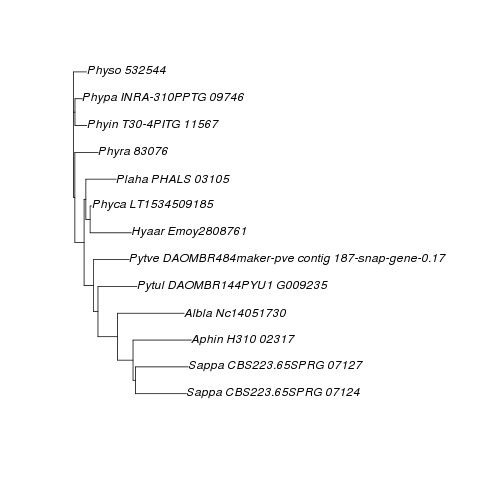 Physo 532544
Phypa INRA-310PPTG 09746
Phyin T30-4PITG 11567
Phyra 83076
Plaha PHALS 03105
Phyca LT1534509185
Hyaar Emoy2808761
Pytve DAOMBR484maker-pve contig 187-snap-gene-0.17
Pytul DAOMBR144PYU1 G009235
Albla Nc14051730
Aphin H310 02317
Sappa CBS223.65SPRG 07127
Sappa CBS223.65SPRG 07124